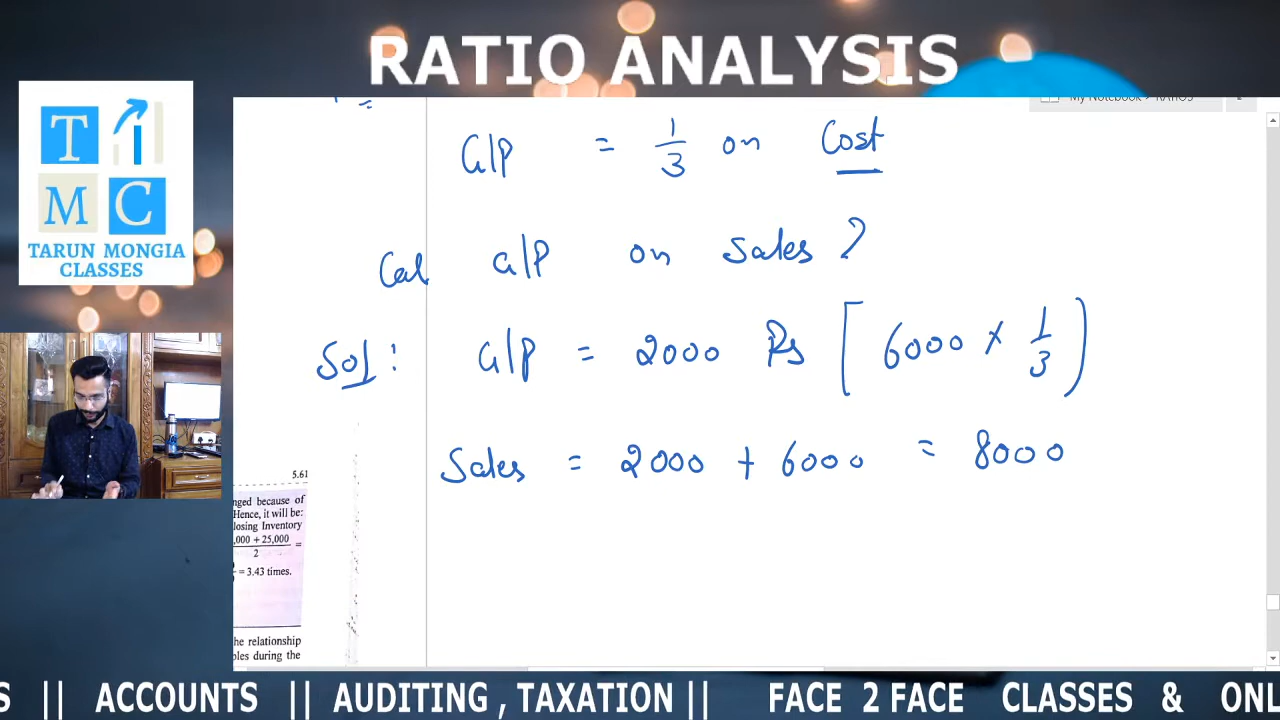 RATIO ANALYSIS
T
M C
TARUN MONGIA
CLASSES
G/P = 1/3 on Cost
Cal G/P on Sales ?
Sol : G/P = 2000 Rs [ 6000 × 1/3 )
Sales = 2000 + 6000 = 8000
5.61
nged because of
Hence, it will be:
losing Inventory
,000 + 25,000
2
=
= 3.43 times.
he relationship
les during the
S || ACCOUNTS || AUDITING , TAXATION || FACE 2 FACE CLASSES & ONL